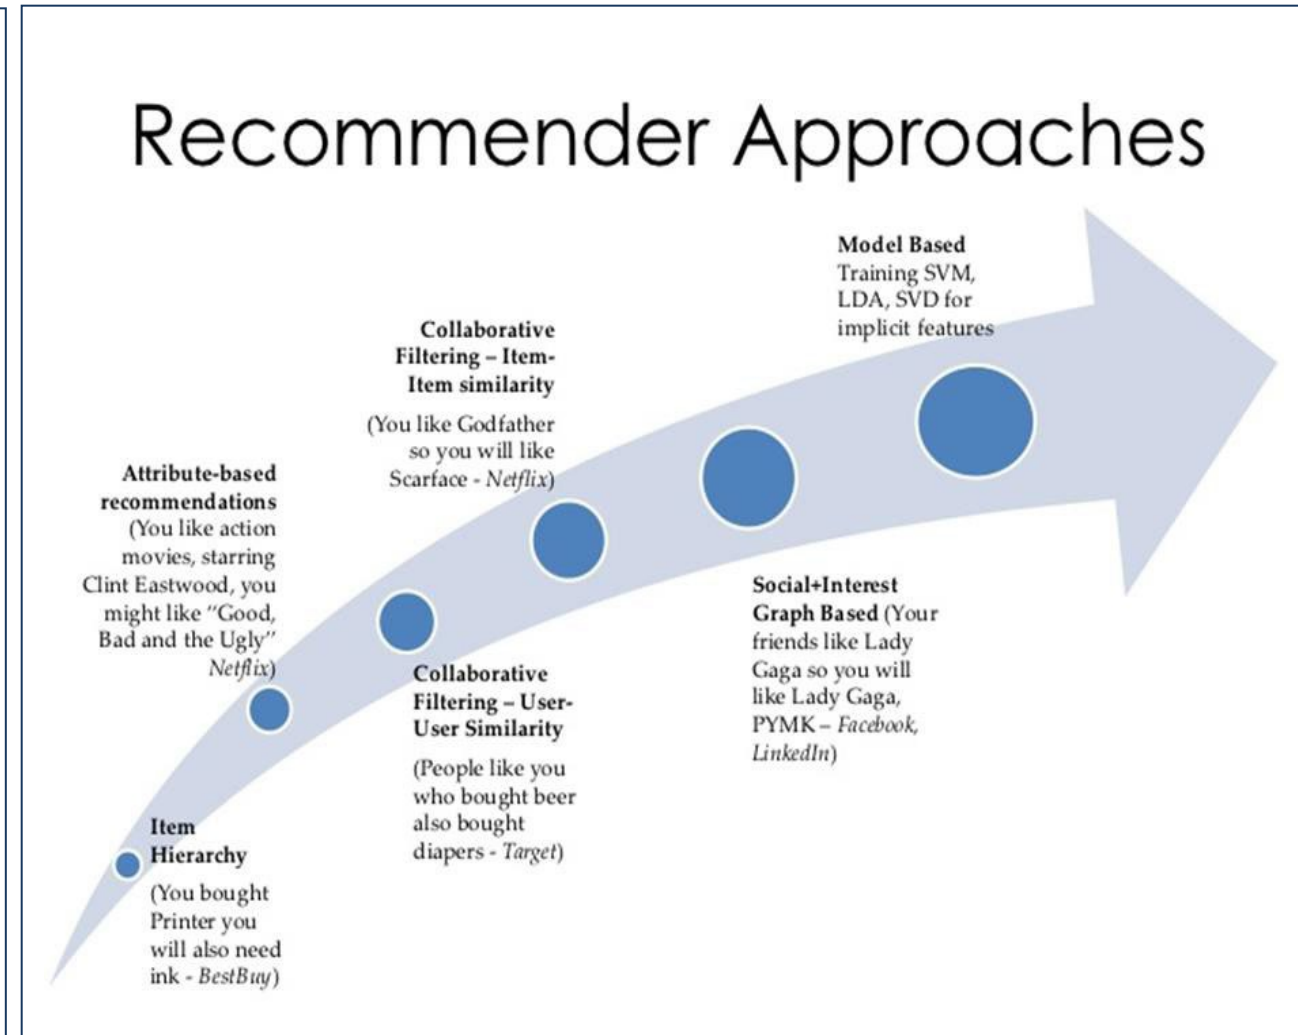 Recommender Approaches
Model Based
Training SVM,
LDA, SVD for
implicit features
Collaborative
Filtering – Item-
Item similarity
(You like Godfather
so you will like
Scarface - Netflix)
Attribute-based
recommendations
(You like action
movies, starring
Clint Eastwood, you
might like “Good,
Bad and the Ugly”
Netflix)
Social+Interest
Graph Based (Your
friends like Lady
Gaga so you will
like Lady Gaga,
PYMK – Facebook,
LinkedIn)
Collaborative
Filtering – User-
User Similarity
(People like you
who bought beer
also bought
diapers - Target)
Item
Hierarchy
(You bought
Printer you
will also need
ink - BestBuy)